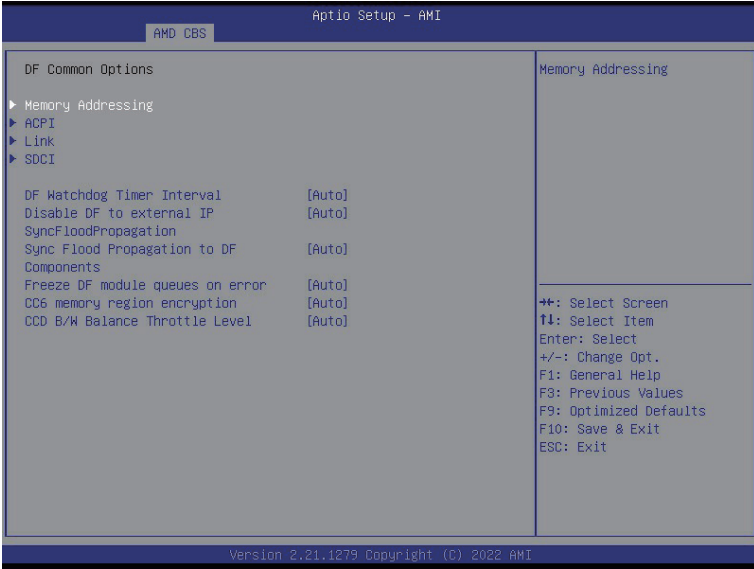 Aptio Setup – AMI
AMD CBS
DF Common Options
Memory Addressing
ACPI
Link
SDCI
DF Watchdog Timer Interval [Auto]
Disable DF to external IP [Auto]
SyncFloodPropagation
Sync Flood Propagation to DF [Auto]
Components
Freeze DF module queues on error [Auto]
CC6 memory region encryption [Auto]
CCD B/W Balance Throttle Level [Auto]
Memory Addressing
→←: Select Screen
↑↓: Select Item
Enter: Select
+/-: Change Opt.
F1: General Help
F3: Previous Values
F9: Optimized Defaults
F10: Save & Exit
ESC: Exit
Version 2.21.1279 Copyright (C) 2022 AMI